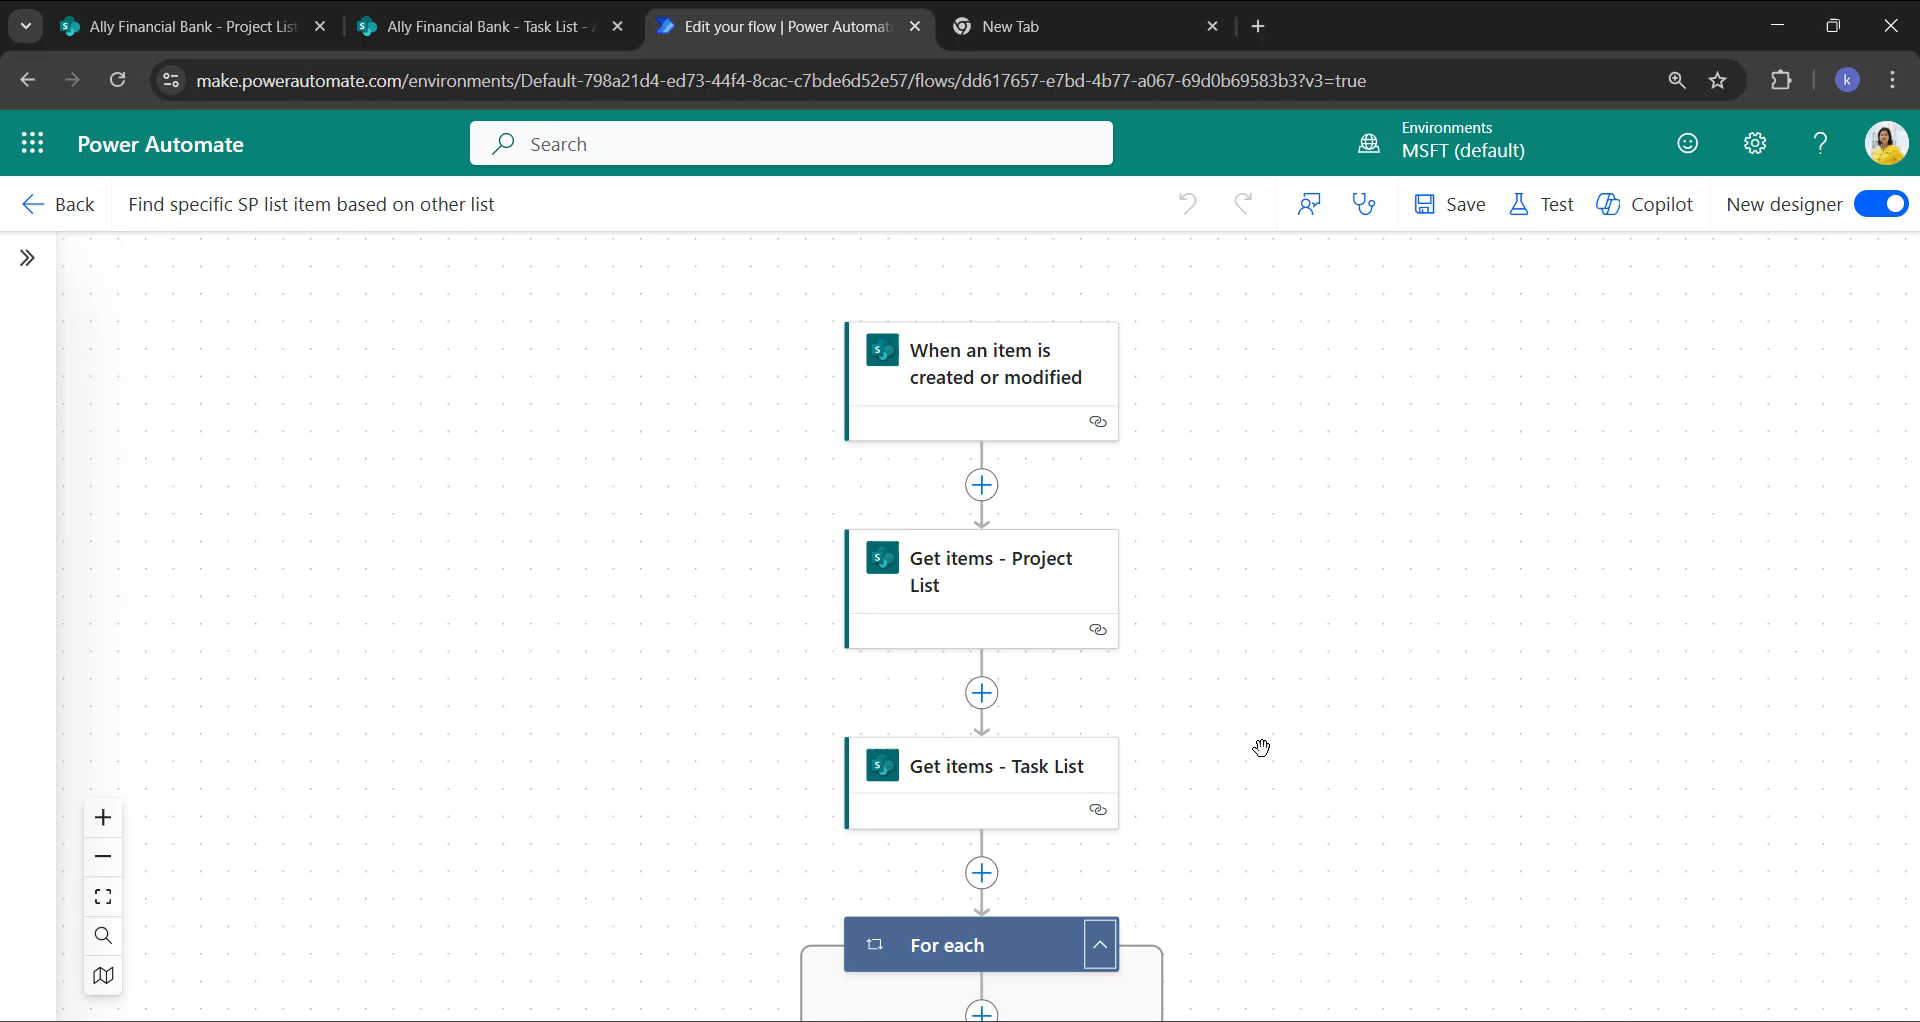 Ally Financial Bank - Project List
Ally Financial Bank - Task List -
Edit your flow | Power Automat
New Tab
make.powerautomate.com/environments/Default-798a21d4-ed73-44f4-8cac-c7bde6d52e57/flows/dd617657-e7bd-4b77-a067-69d0b69583b3?v3=true
k
Power Automate
Search
Environments
MSFT (default)
Back
Find specific SP list item based on other list
Save
Test
Copilot
New designer
When an item is
created or modified
Get items - Project
List
Get items - Task List
For each